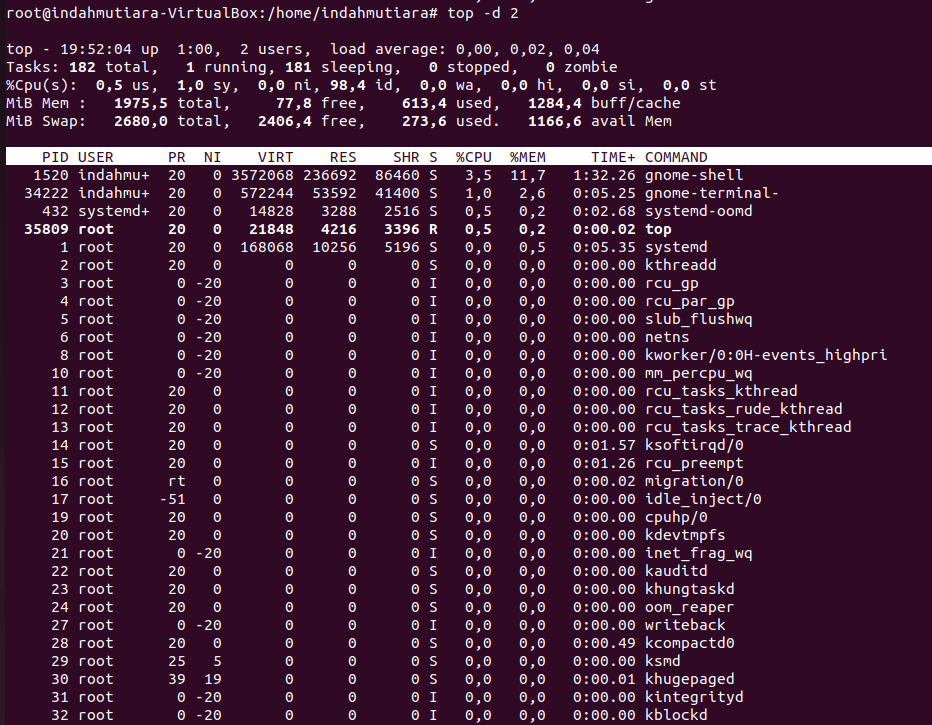 root@indahmutiara-VirtualBox:/home/indahmutiara# top -d 2
top - 19:52:04 up  1:00,  2 users,  load average: 0,00, 0,02, 0,04
Tasks: 182 total,   1 running, 181 sleeping,   0 stopped,   0 zombie
%Cpu(s):  0,5 us,  1,0 sy,  0,0 ni, 98,4 id,  0,0 wa,  0,0 hi,  0,0 si,  0,0 st
MiB Mem :   1975,5 total,     77,8 free,    613,4 used,   1284,4 buff/cache
MiB Swap:   2680,0 total,   2406,4 free,    273,6 used.   1166,6 avail Mem
PID USER      PR  NI    VIRT    RES    SHR S  %CPU  %MEM     TIME+ COMMAND
1520 indahmu+  20   0 3572068 236692  86460 S   3,5  11,7   1:32.26 gnome-shell
34222 indahmu+  20   0  572244  53592  41400 S   1,0   2,6   0:05.25 gnome-terminal-
432 systemd+  20   0   14828   3288   2516 S   0,5   0,2   0:02.68 systemd-oomd
35809 root      20   0   21848   4216   3396 R   0,5   0,2   0:00.02 top
1 root      20   0  168068  10256   5196 S   0,0   0,5   0:05.35 systemd
2 root      20   0       0      0      0 S   0,0   0,0   0:00.00 kthreadd
3 root       0 -20       0      0      0 I   0,0   0,0   0:00.00 rcu_gp
4 root       0 -20       0      0      0 I   0,0   0,0   0:00.00 rcu_par_gp
5 root       0 -20       0      0      0 I   0,0   0,0   0:00.00 slub_flushwq
6 root       0 -20       0      0      0 I   0,0   0,0   0:00.00 netns
8 root       0 -20       0      0      0 I   0,0   0,0   0:00.00 kworker/0:0H-events_highpri
10 root       0 -20       0      0      0 I   0,0   0,0   0:00.00 mm_percpu_wq
11 root      20   0       0      0      0 I   0,0   0,0   0:00.00 rcu_tasks_kthread
12 root      20   0       0      0      0 I   0,0   0,0   0:00.00 rcu_tasks_rude_kthread
13 root      20   0       0      0      0 I   0,0   0,0   0:00.00 rcu_tasks_trace_kthread
14 root      20   0       0      0      0 S   0,0   0,0   0:01.57 ksoftirqd/0
15 root      20   0       0      0      0 I   0,0   0,0   0:01.26 rcu_preempt
16 root      rt   0       0      0      0 S   0,0   0,0   0:00.02 migration/0
17 root     -51   0       0      0      0 S   0,0   0,0   0:00.00 idle_inject/0
19 root      20   0       0      0      0 S   0,0   0,0   0:00.00 cpuhp/0
20 root      20   0       0      0      0 S   0,0   0,0   0:00.00 kdevtmpfs
21 root       0 -20       0      0      0 I   0,0   0,0   0:00.00 inet_frag_wq
22 root      20   0       0      0      0 S   0,0   0,0   0:00.00 kauditd
23 root      20   0       0      0      0 S   0,0   0,0   0:00.00 khungtaskd
24 root      20   0       0      0      0 S   0,0   0,0   0:00.00 oom_reaper
27 root       0 -20       0      0      0 I   0,0   0,0   0:00.00 writeback
28 root      20   0       0      0      0 S   0,0   0,0   0:00.49 kcompactd0
29 root      25   5       0      0      0 S   0,0   0,0   0:00.00 ksmd
30 root      39  19       0      0      0 S   0,0   0,0   0:00.01 khugepaged
31 root       0 -20       0      0      0 I   0,0   0,0   0:00.00 kintegrityd
32 root       0 -20       0      0      0 I   0,0   0,0   0:00.00 kblockd